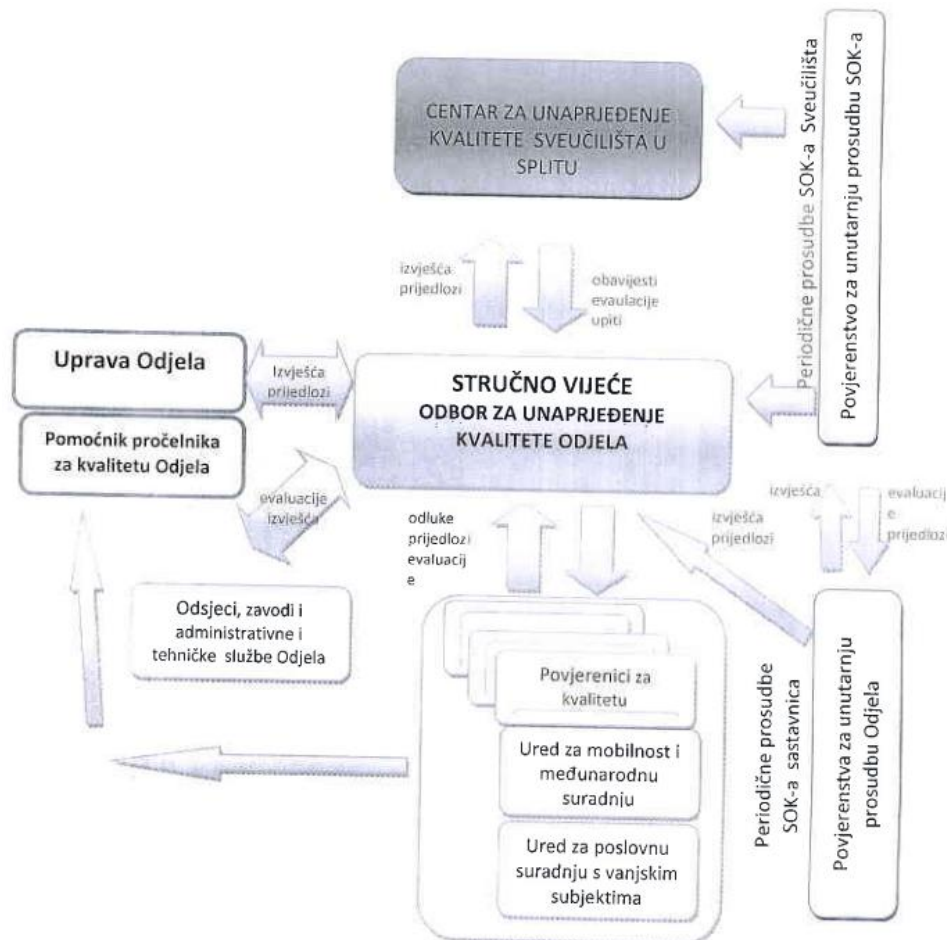 CENTAR ZA UNAPRJEĐENJE
KVALITETE SVEUČILIŠTA U
SPLITU
Periodične prosudbe SOK-a Sveučilišta
Povjerenstvo za unutarnju prosudbu SOK-a
izvješća
prijedlozi
obavijesti
evaulacije
upiti
Uprava Odjela
Izvješća
prijedlozi
STRUČNO VIJEĆE
ODBOR ZA UNAPRJEĐENJE
KVALITETE ODJELA
Pomoćnik pročelnika
za kvalitetu Odjela
evaluacije
izvješća
odluke
prijedlozi
evaluacij
e
izvješća
prijedlozi
izvješća
evaluacij
e
prijedlozi
Odsjeci, zavodi i
administrativne i
tehničke službe Odjela
Povjerenici za
kvalitetu
Ured za mobilnost i
međunarodnu
suradnju
Ured za poslovnu
suradnju s vanjskim
subjektima
Periodične prosudbe
SOK-a sastavnica
Povjerenstva za unutarnju
prosudbu Odjela